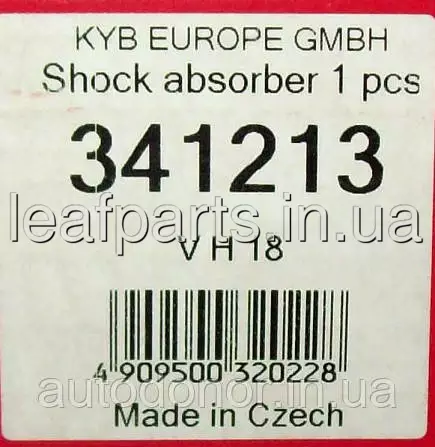 KYB EUROPE GMBH
Shock absorber 1 pcs
341213
leafparts.in.ua
V H 18
4 909500 320228
autodonor.in.ua
Made in Czech